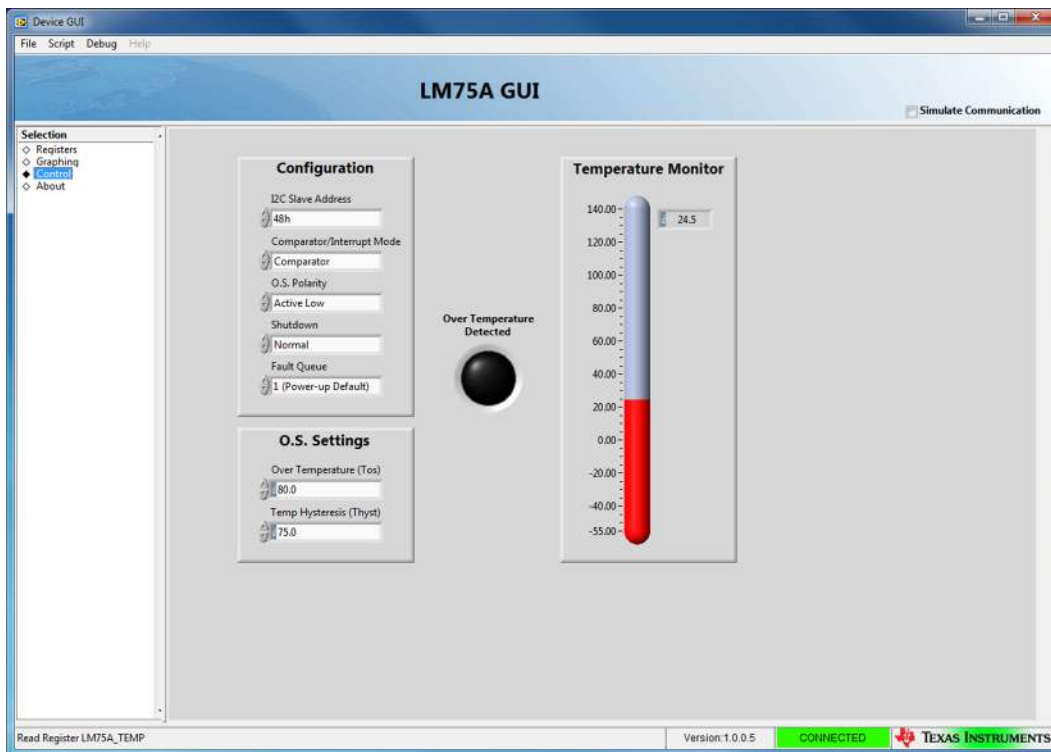 Device GUI
File Script Debug Help
LM75A GUI
Simulate Communication
Selection
Registers
Graphing
Control
About
Configuration
I2C Slave Address
48h
Comparator/Interrupt Mode
Comparator
O.S. Polarity
Active Low
Shutdown
Normal
Fault Queue
1 (Power-up Default)
O.S. Settings
Over Temperature (Tos)
80.0
Temp Hysteresis (Thyst)
75.0
Over Temperature
Detected
Temperature Monitor
140.00
120.00
100.00
80.00
60.00
40.00
20.00
0.00
-20.00
-40.00
-55.00
24.5
Read Register LM75A_TEMP
Version:1.0.0.5
CONNECTED
TEXAS INSTRUMENTS